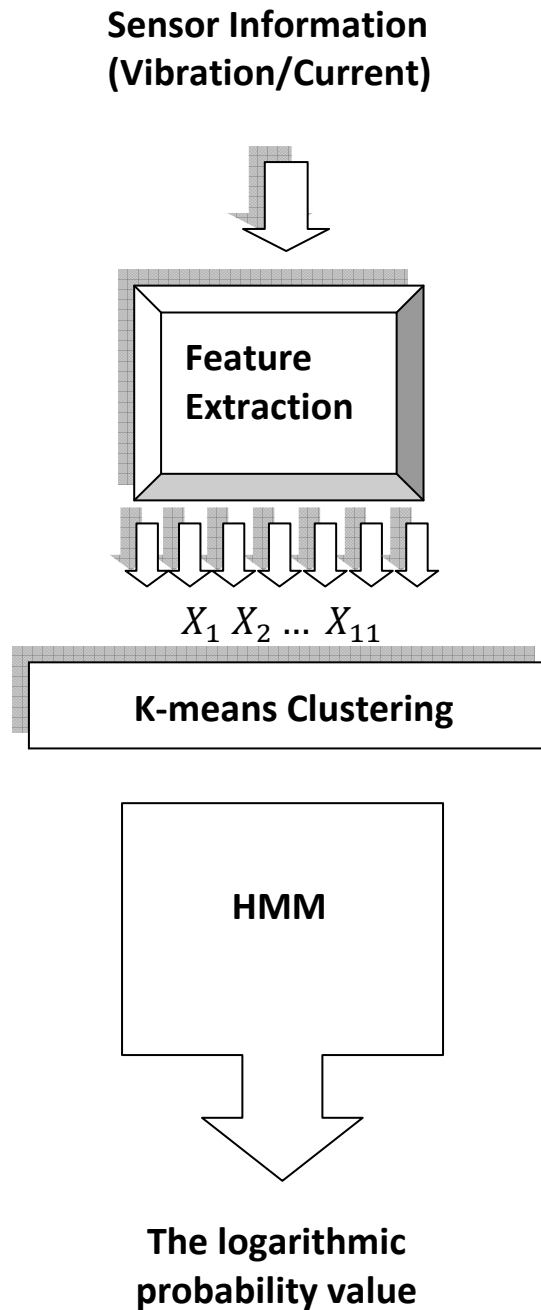 Sensor Information
(Vibration/Current)
Feature
Extraction
X₁ X₂ … X₁₁
K-means Clustering
HMM
The logarithmic
probability value